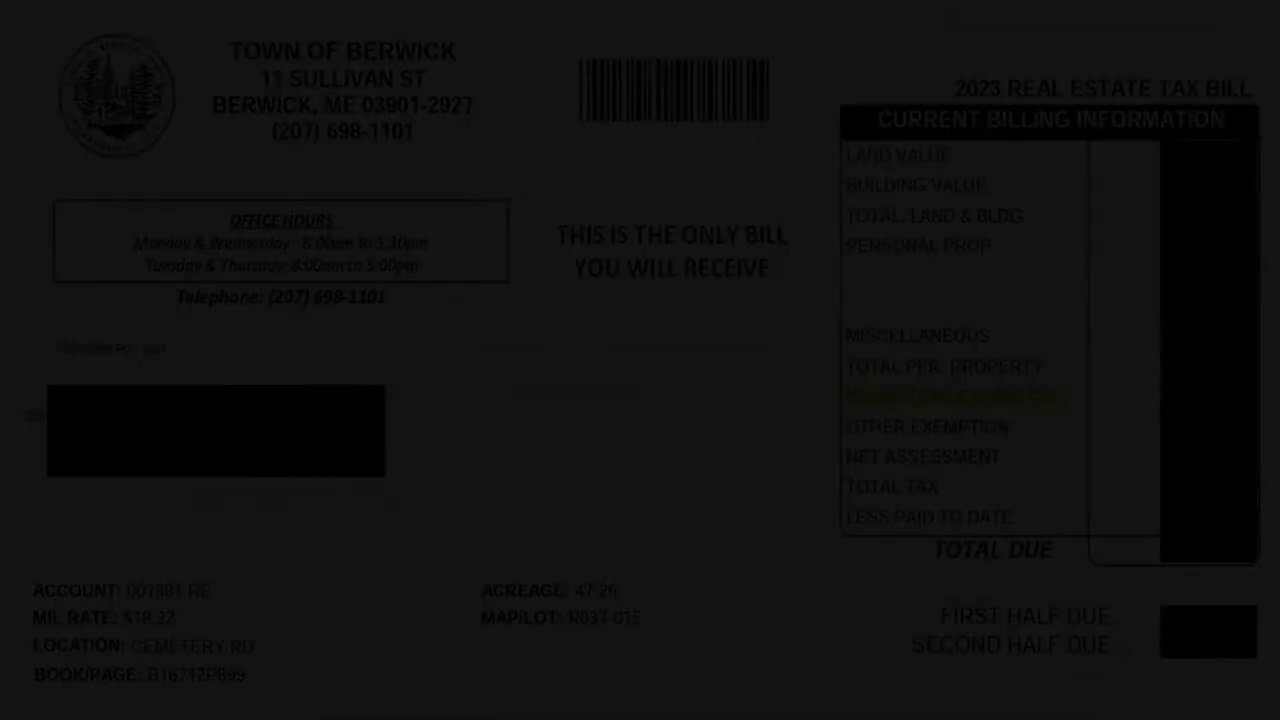 TOWN OF BERWICK
11 SULLIVAN ST
BERWICK, ME 03901-2927
(207) 698-1101
2023 REAL ESTATE TAX BILL
CURRENT BILLING INFORMATION
LAND VALUE
BUILDING VALUE
TOTAL: LAND & BLDG
PERSONAL PROP
MISCELLANEOUS
TOTAL PER. PROPERTY
OTHER EXEMPTION
NET ASSESSMENT
TOTAL TAX
LESS PAID TO DATE
TOTAL DUE
OFFICE HOURS
Monday & Wednesday: 8:00am to 5:30pm
Tuesday & Thursday: 8:00am to 5:00pm
Telephone: (207) 698-1101
THIS IS THE ONLY BILL
YOU WILL RECEIVE
ACCOUNT: 001391 RE
MIL RATE: $18.27
LOCATION: CEMETERY RD
BOOK/PAGE: B16712P899
ACREAGE: 47.26
MAP/LOT:
FIRST HALF DUE
SECOND HALF DUE